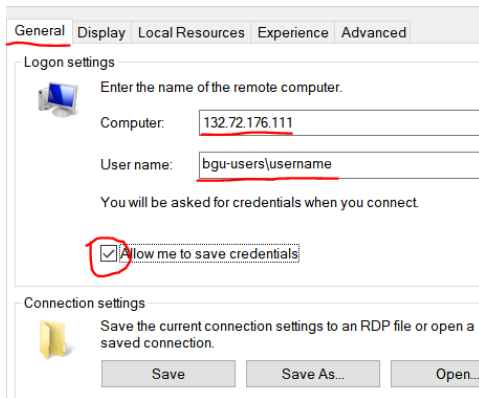 General Display Local Resources Experience Advanced
Logon settings
Enter the name of the remote computer.
Computer: 132.72.176.111
User name: bgu-users\username
You will be asked for credentials when you connect.
Allow me to save credentials
Connection settings
Save the current connection settings to an RDP file or open a
saved connection.
Save Save As... Open...